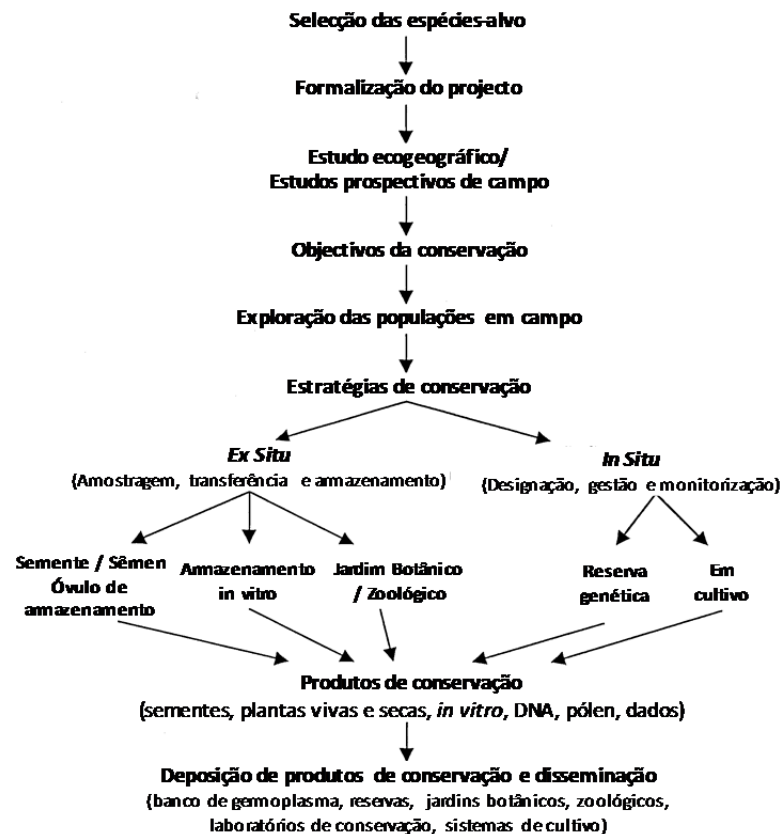 Selecção das espécies-alvo
Formalização do projecto
Estudo ecogeográfico/
Estudos prospectivos de campo
Objectivos da conservação
Exploração das populações em campo
Estratégias de conservação
Ex Situ
(Amostragem, transferência e armazenamento)
In Situ
(Designação, gestão e monitorização)
Semente / Sêmen
Óvulo de
armazenamento
Armazenamento
in vitro
Jardim Botânico
/ Zoológico
Reserva
genética
Em
cultivo
Produtos de conservação
(sementes, plantas vivas e secas, in vitro, DNA, pólen, dados)
Deposição de produtos de conservação e disseminação
(banco de germoplasma, reservas, jardins botânicos, zoológicos,
laboratórios de conservação, sistemas de cultivo)